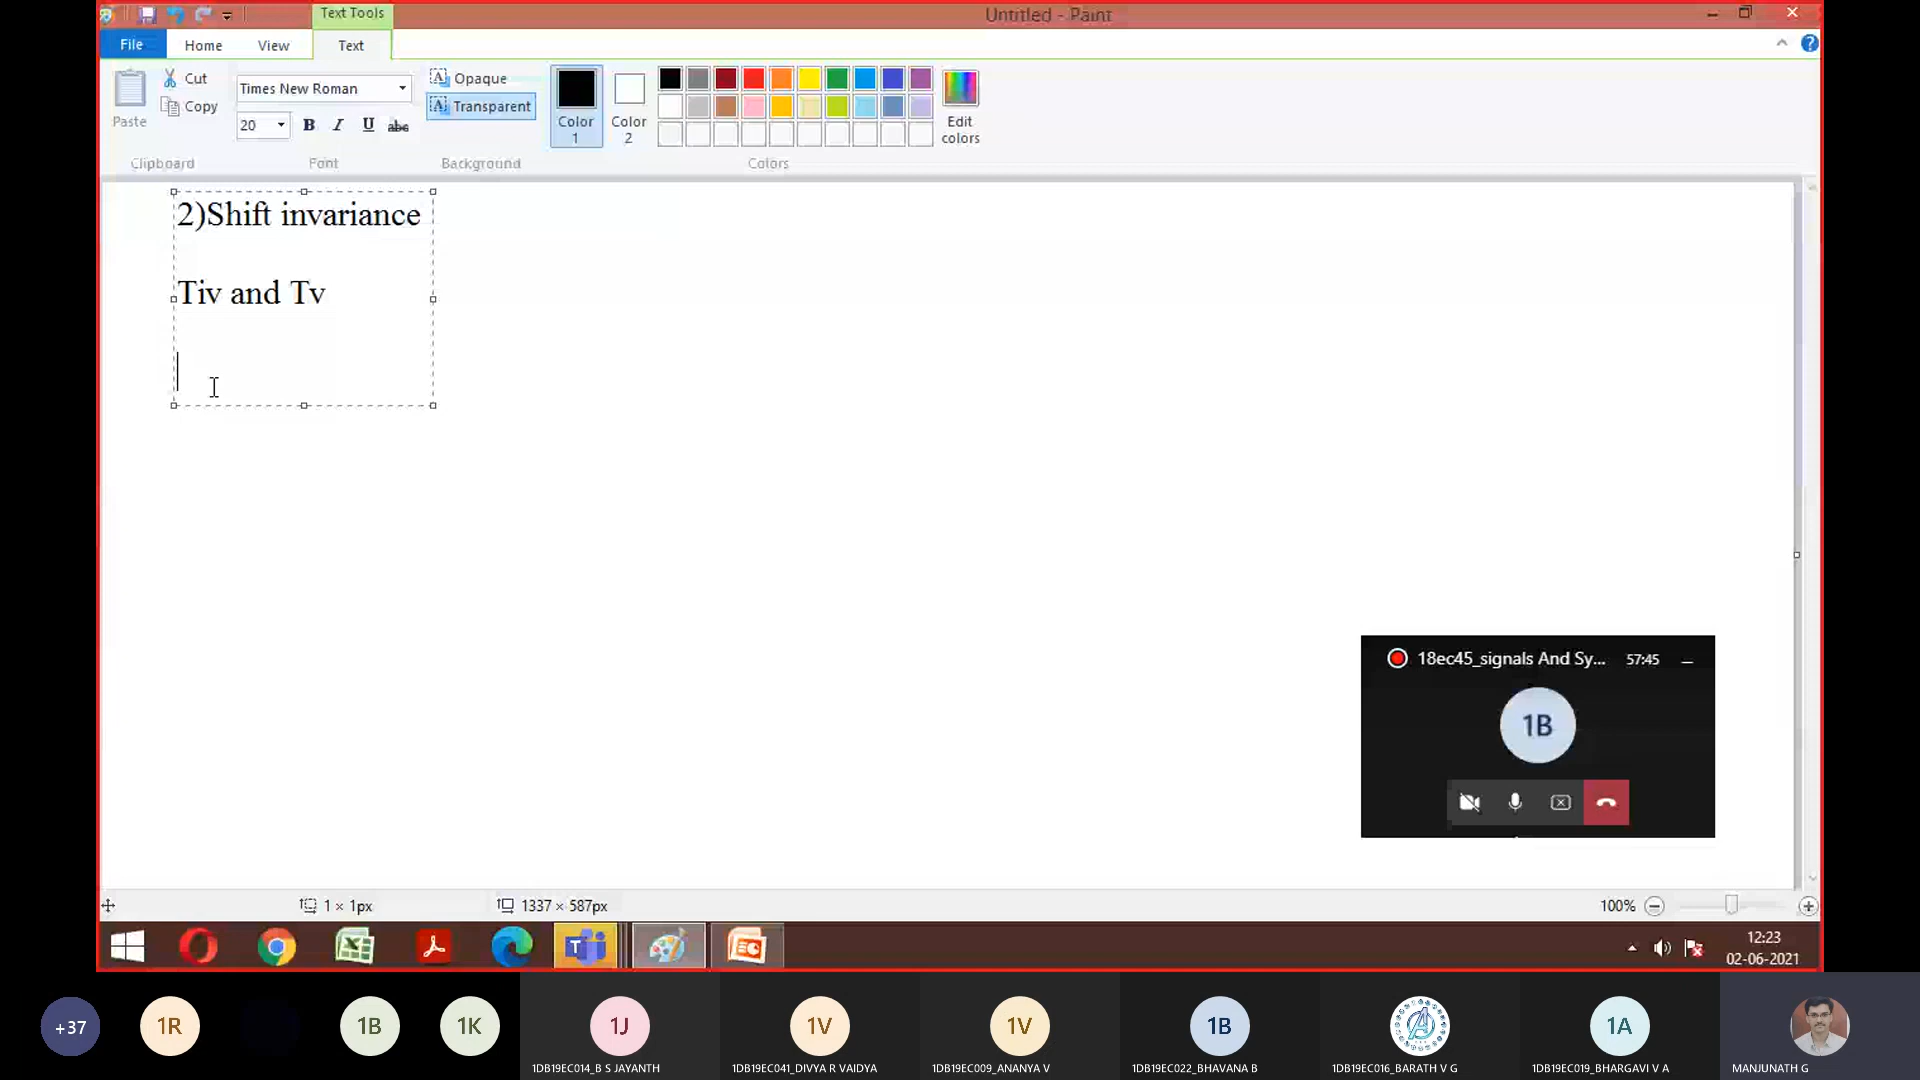 Text Tools
Untitled - Paint
File
Home
View
Text
Paste
Cut
Copy
Clipboard
Times New Roman
20
B
I
U
abc
Font
Opaque
Transparent
Background
Color
1
Color
2
Edit
colors
Colors
2)Shift invariance
Tiv and Tv
18ec45_signals And Sy...
57:45
1B
1 × 1px
1337 × 587px
100%
12:23
02-06-2021
+37
1R
1B
1K
1J
1V
1V
1B
1A
1DB19EC014_B S JAYANTH
1DB19EC041_DIVYA R VAIDYA
1DB19EC009_ANANYA V
1DB19EC022_BHAVANA B
1DB19EC016_BARATH V G
1DB19EC019_BHARGAVI V A
MANJUNATH G